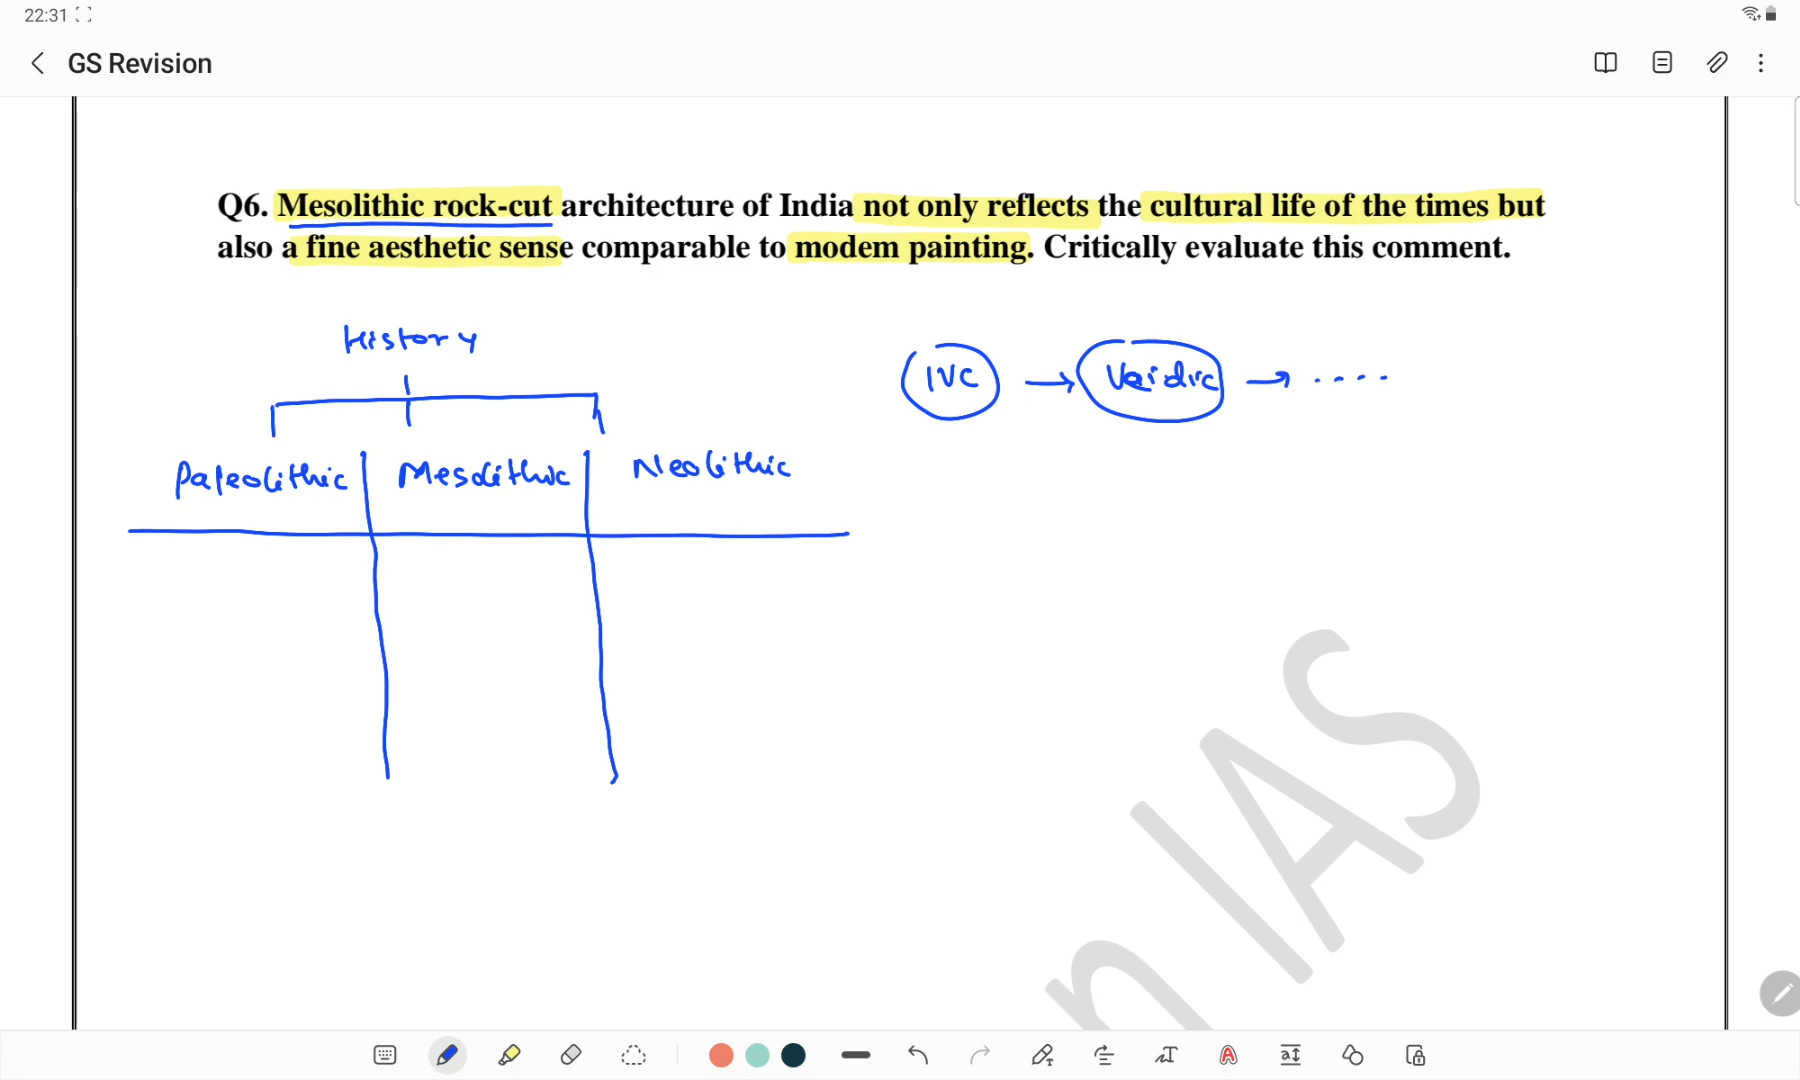 22:31
GS Revision
Q6. Mesolithic rock-cut architecture of India not only reflects the cultural life of the times but
also a fine aesthetic sense comparable to modem painting. Critically evaluate this comment.
History
IVC → Veidic → ....
Paleolithic Mesolithic Neolithic
n IAS